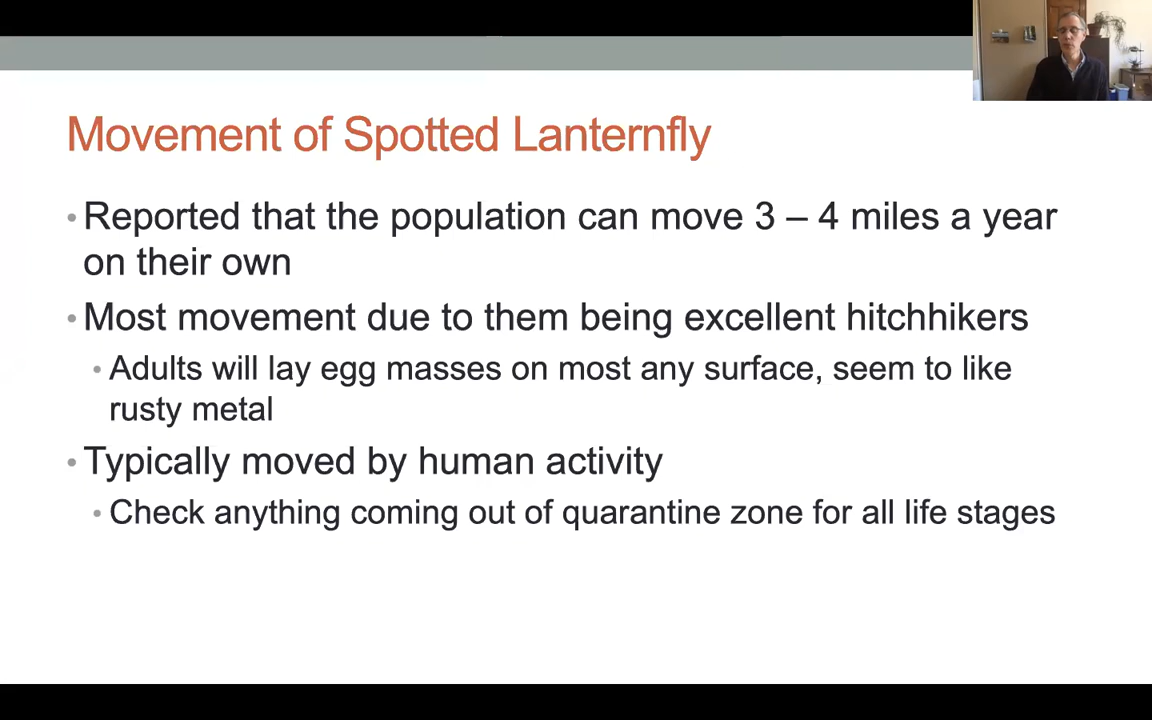 Movement of Spotted Lanternfly
• Reported that the population can move 3 – 4 miles a year
on their own
• Most movement due to them being excellent hitchhikers
• Adults will lay egg masses on most any surface, seem to like
rusty metal
• Typically moved by human activity
• Check anything coming out of quarantine zone for all life stages